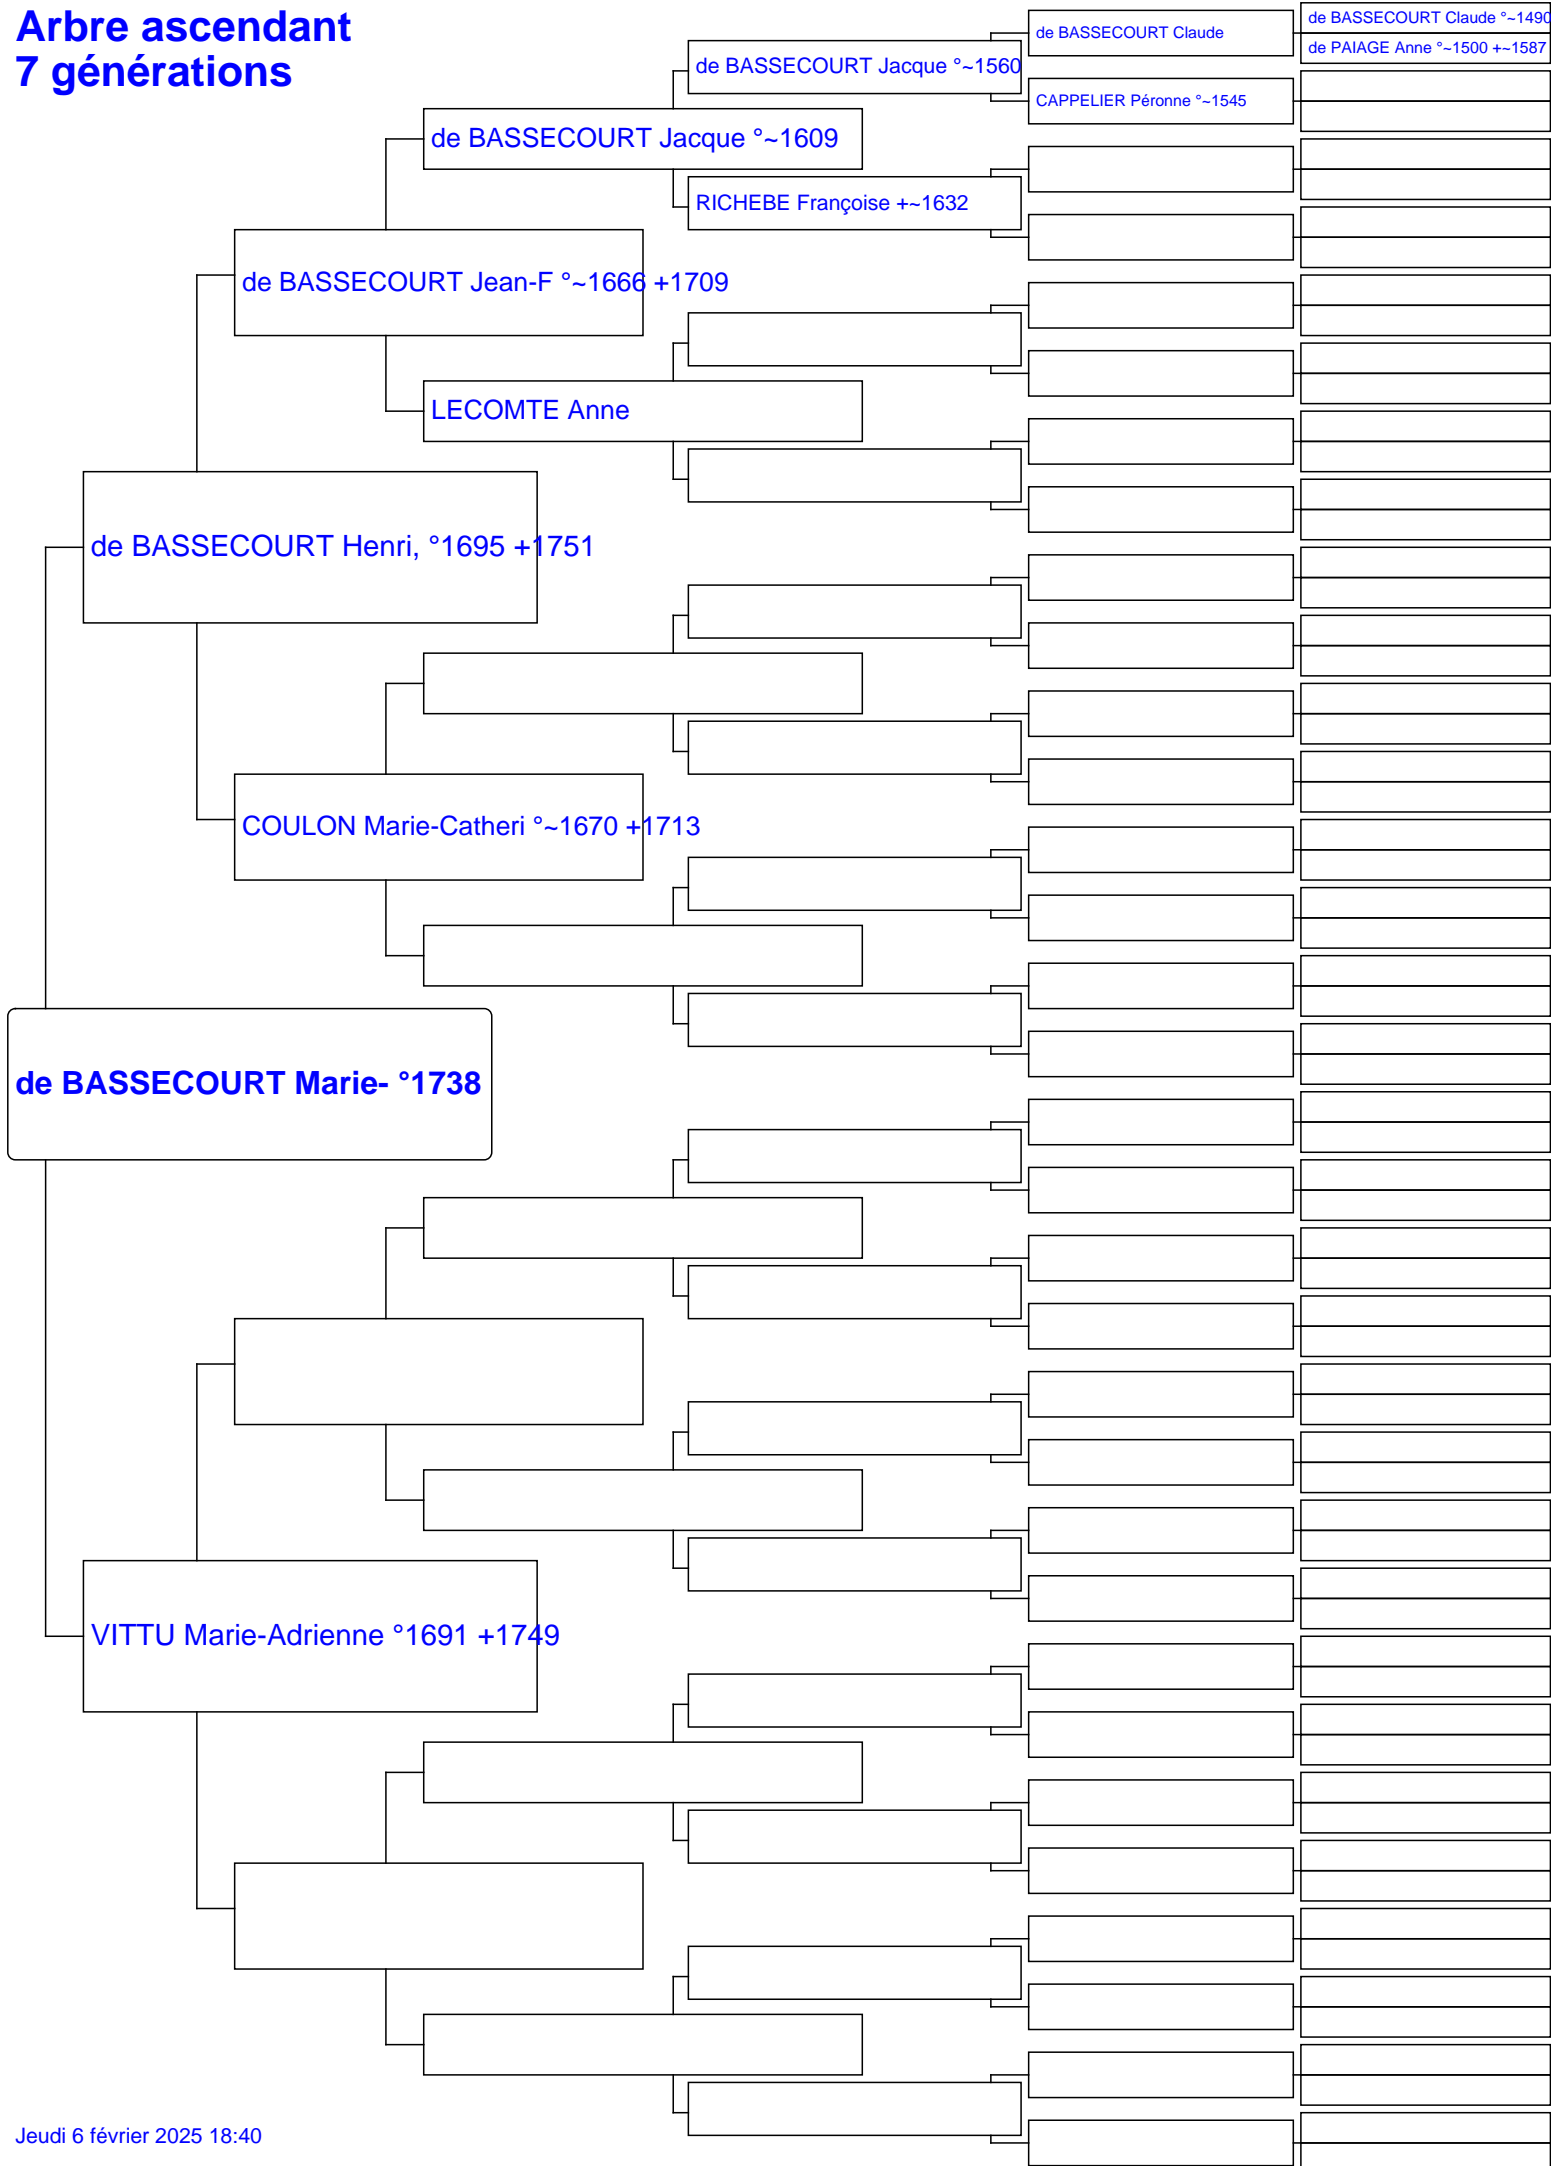 Arbre ascendant
7 générations
de BASSECOURT Claude °~1490
de BASSECOURT Claude
de PAIAGE Anne °~1500 +~1587
de BASSECOURT Jacque °~1560
CAPPELIER Péronne °~1545
de BASSECOURT Jacque °~1609
RICHEBE Françoise +~1632
de BASSECOURT Jean-F °~1666 +1709
LECOMTE Anne
de BASSECOURT Henri, °1695 +1751
COULON Marie-Catheri °~1670 +1713
de BASSECOURT Marie- °1738
VITTU Marie-Adrienne °1691 +1749
Jeudi 6 février 2025 18:40